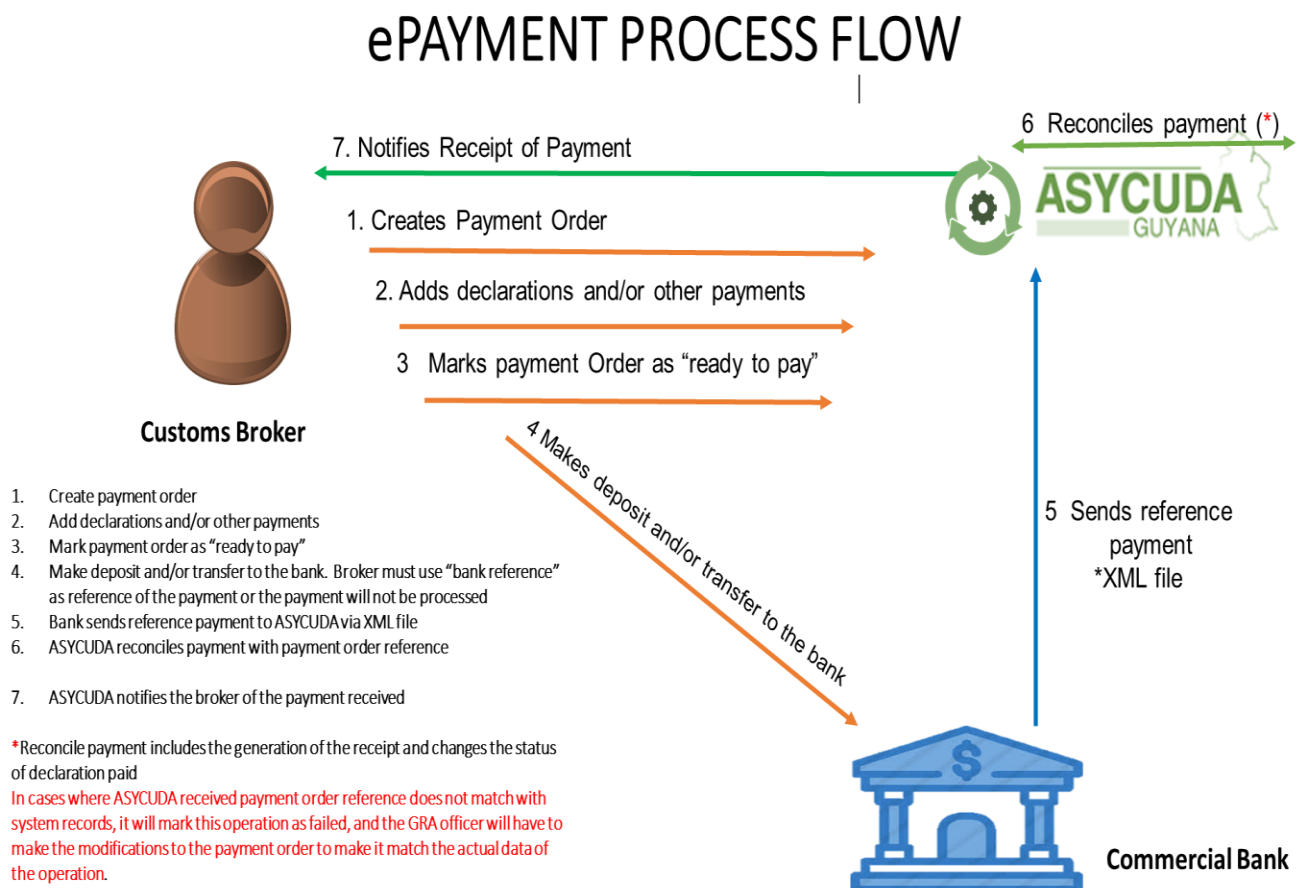 ePAYMENT PROCESS FLOW
6 Reconciles payment (*)
7. Notifies Receipt of Payment
ASYCUDA
GUYANA
1. Creates Payment Order
2. Adds declarations and/or other payments
3 Marks payment Order as “ready to pay”
Customs Broker
4 Makes deposit and/or transfer to the bank
5 Sends reference
payment
*XML file
1. Create payment order
2. Add declarations and/or other payments
3. Mark payment order as “ready to pay”
4. Make deposit and/or transfer to the bank. Broker must use “bank reference”
as reference of the payment or the payment will not be processed
5. Bank sends reference payment to ASYCUDA via XML file
6. ASYCUDA reconciles payment with payment order reference
7. ASYCUDA notifies the broker of the payment received
*Reconcile payment includes the generation of the receipt and changes the status
of declaration paid
In cases where ASYCUDA received payment order reference does not match with
system records, it will mark this operation as failed, and the GRA officer will have to
make the modifications to the payment order to make it match the actual data of
the operation.
$
Commercial Bank